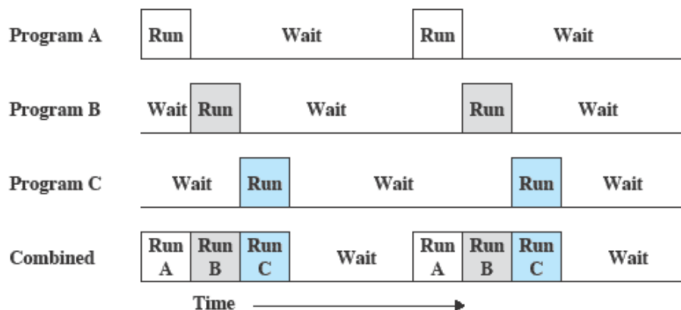 Program A Run Wait Run Wait
Program B Wait Run Wait Run Wait
Program C Wait Run Wait Run Wait
Combined Run A Run B Run C Wait Run A Run B Run C Wait
Time